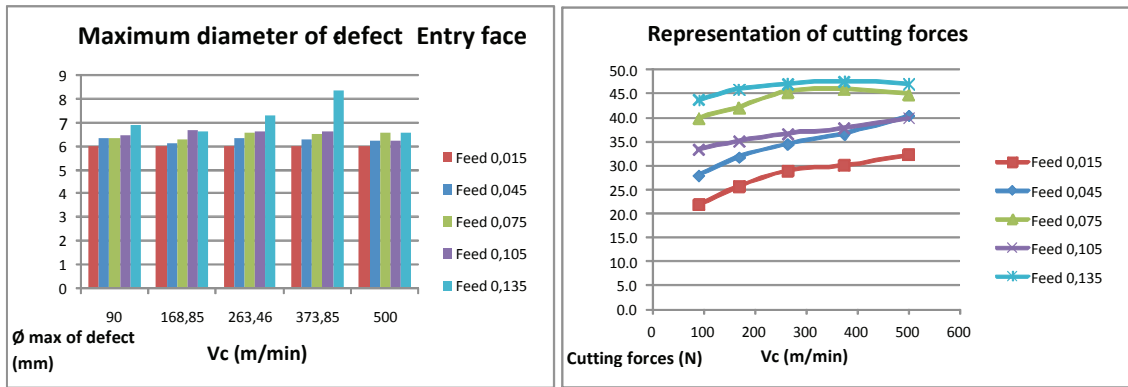 Maximum diameter of defect Entry face
9
8
7
6
5
4
3
2
1
0
90 168,85 263,46 373,85 500
Ø max of defect
(mm)
Vc (m/min)
Feed 0,015
Feed 0,045
Feed 0,075
Feed 0,105
Feed 0,135
Representation of cutting forces
50.0
45.0
40.0
35.0
30.0
25.0
20.0
15.0
10.0
5.0
0.0
0 100 200 300 400 500 600
Cutting forces (N) Vc (m/min)
Feed 0,015
Feed 0,045
Feed 0,075
Feed 0,105
Feed 0,135